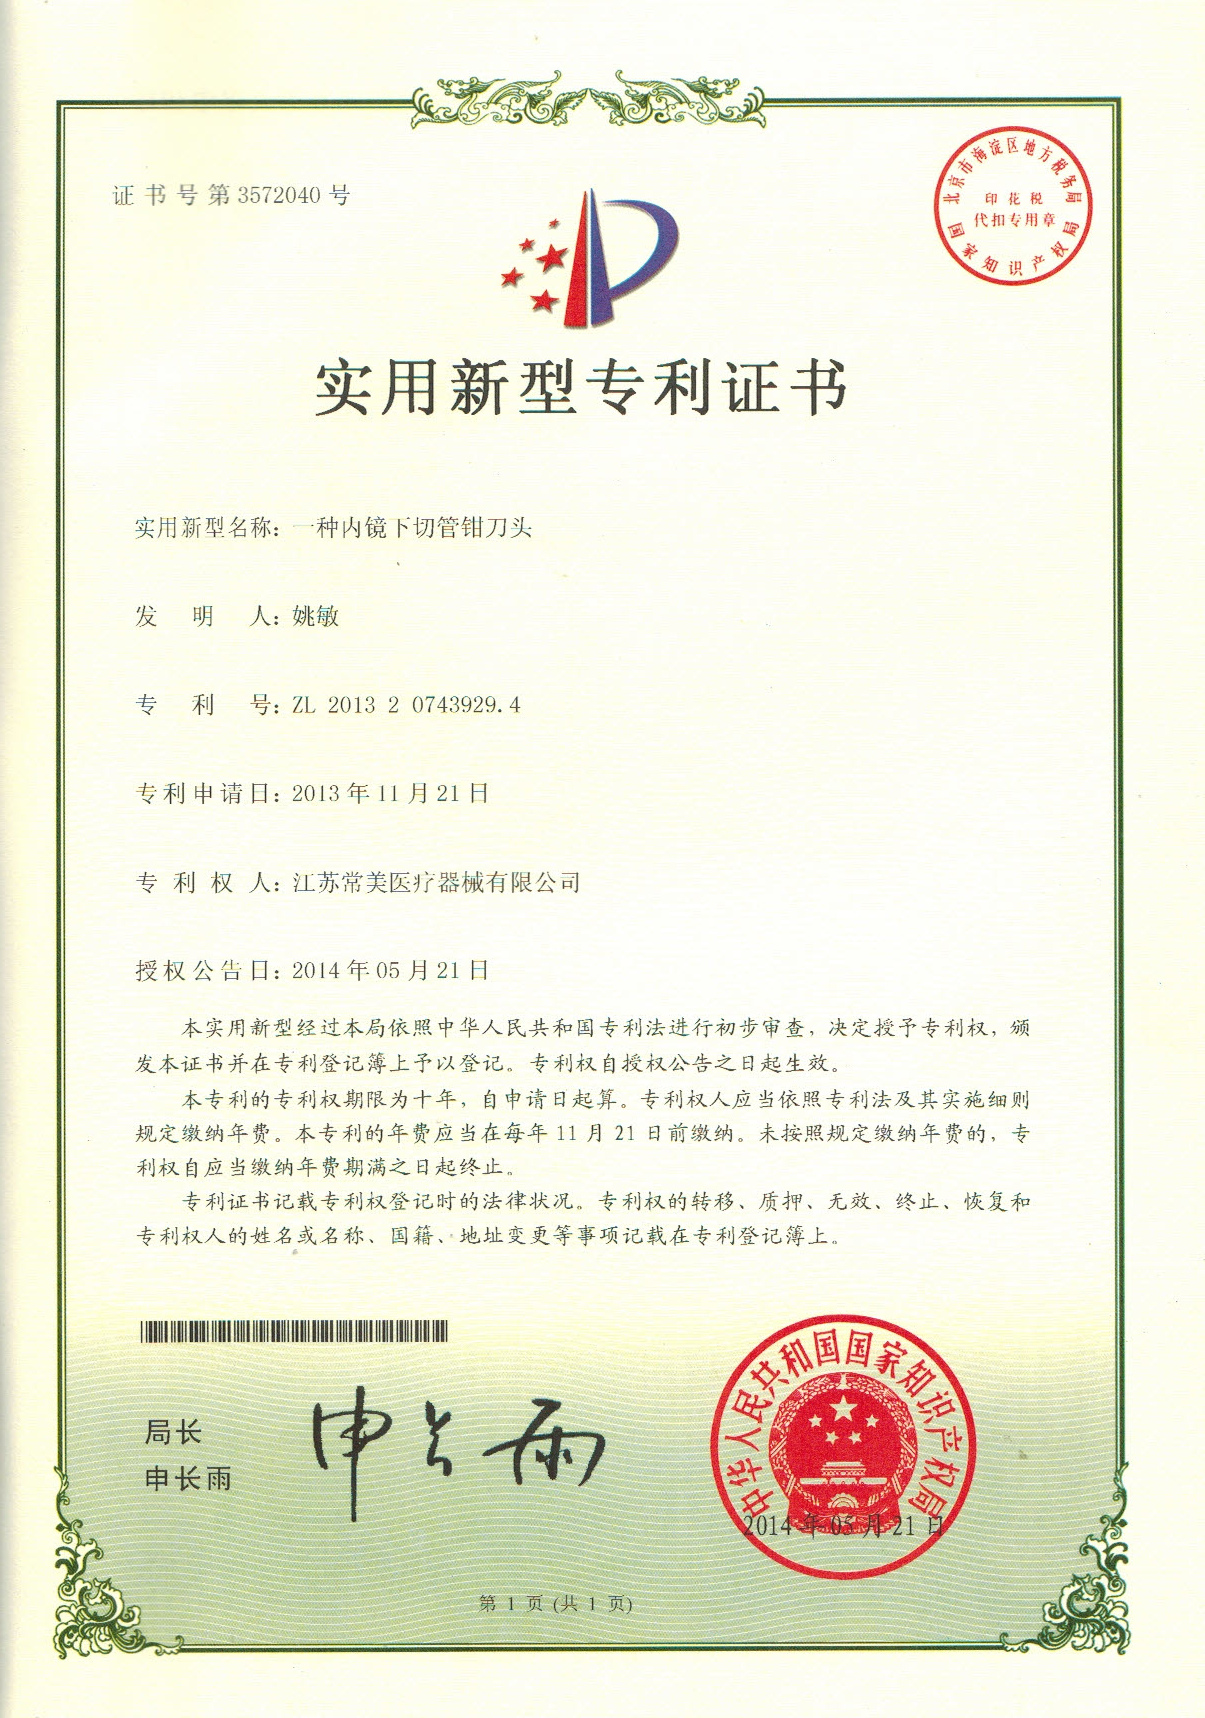 证书号第3572040号
北京市海淀区地方税务局
印花税
代扣专用章
国家知识产权局
实用新型专利证书
实用新型名称：一种内镜下切管钳刀头
发明人：姚敏
专利号：ZL 2013 2 0743929.4
专利申请日：2013年11月21日
专利权人：江苏常美医疗器械有限公司
授权公告日：2014年05月21日
本实用新型经过本局依照中华人民共和国专利法进行初步审查，决定授予专利权，颁
发本证书并在专利登记簿上予以登记。专利权自授权公告之日起生效。
本专利的专利权期限为十年，自申请日起算。专利权人应当依照专利法及其实施细则
规定缴纳年费。本专利的年费应当在每年11月21日前缴纳。未按照规定缴纳年费的，专
利权自应当缴纳年费期满之日起终止。
专利证书记载专利权登记时的法律状况。专利权的转移、质押、无效、终止、恢复和
专利权人的姓名或名称、国籍、地址变更等事项记载在专利登记簿上。
局长
申长雨
申长雨
中华人民共和国国家知识产权局
2014年05月21日
第 1 页 (共 1 页)